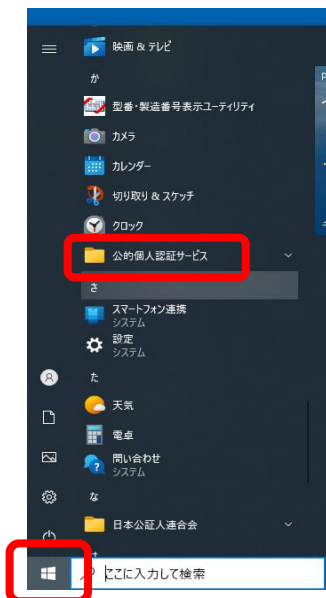 映画 & テレビ
か
型番・製造番号表示ユーティリティ
カメラ
カレンダー
切り取り & スケッチ
クロック
公的個人認証サービス
さ
スマートフォン連携
システム
設定
システム
た
天気
電卓
問い合わせ
システム
な
日本公証人連合会
ここに入力して検索